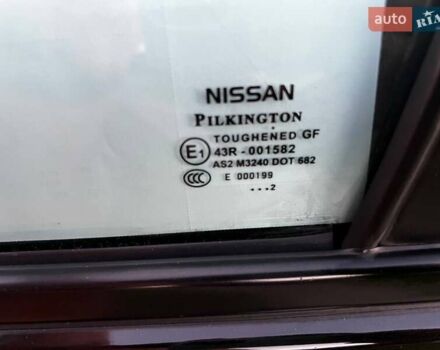 auto RIA
NISSAN
PILKINGTON
TOUGHENED GF
E1 43R - 001582
AS2 M3240 DOT 682
CCC E 000199
...2